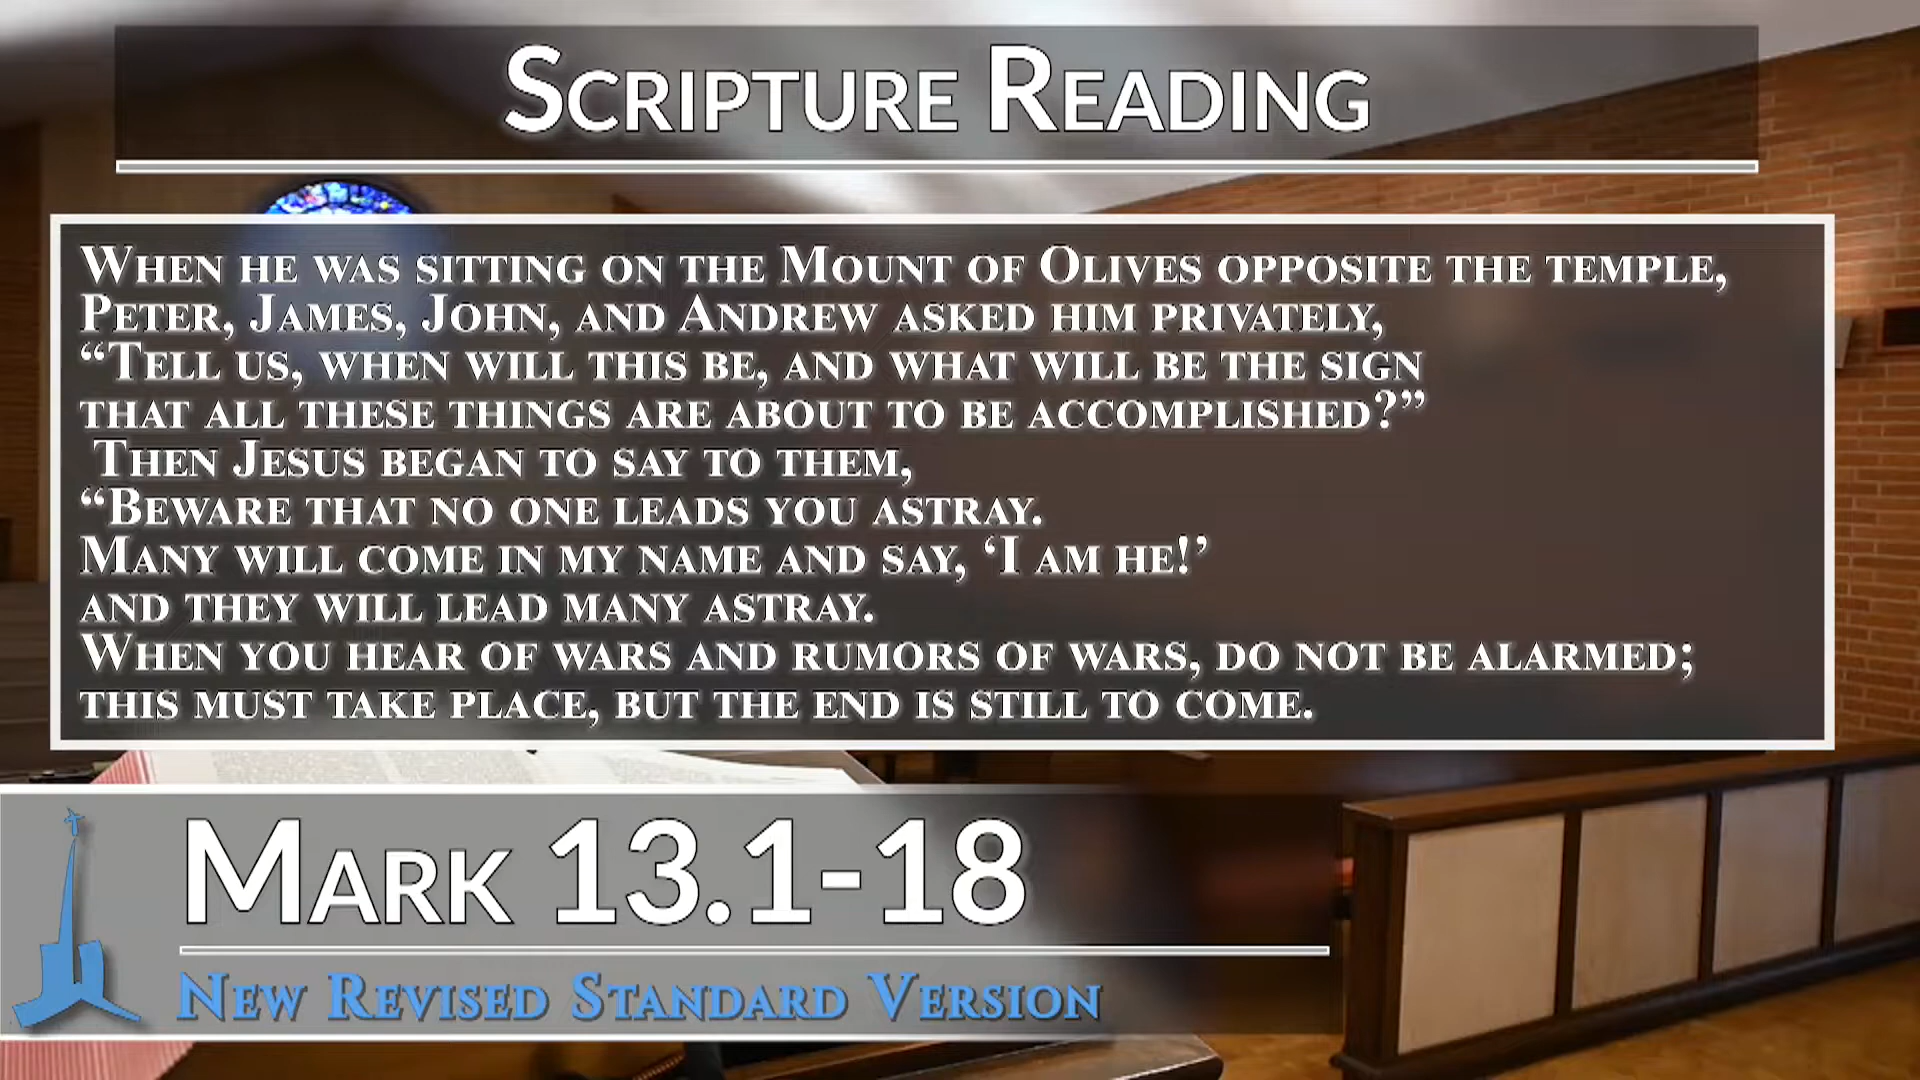 Scripture Reading
When he was sitting on the Mount of Olives opposite the temple,
Peter, James, John, and Andrew asked him privately,
“Tell us, when will this be, and what will be the sign
that all these things are about to be accomplished?”
Then Jesus began to say to them,
“Beware that no one leads you astray.
Many will come in my name and say, ‘I am he!’
and they will lead many astray.
When you hear of wars and rumors of wars, do not be alarmed;
this must take place, but the end is still to come.
Mark 13.1-18
New Revised Standard Version